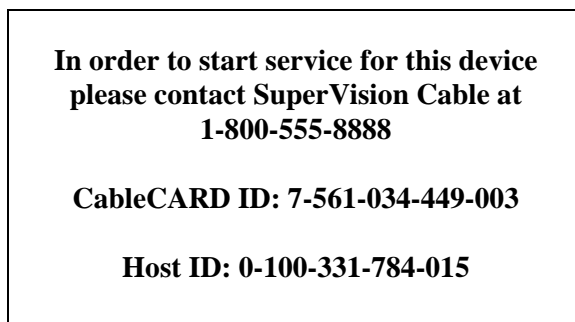 In order to start service for this device
please contact SuperVision Cable at
1-800-555-8888
CableCARD ID: 7-561-034-449-003
Host ID: 0-100-331-784-015